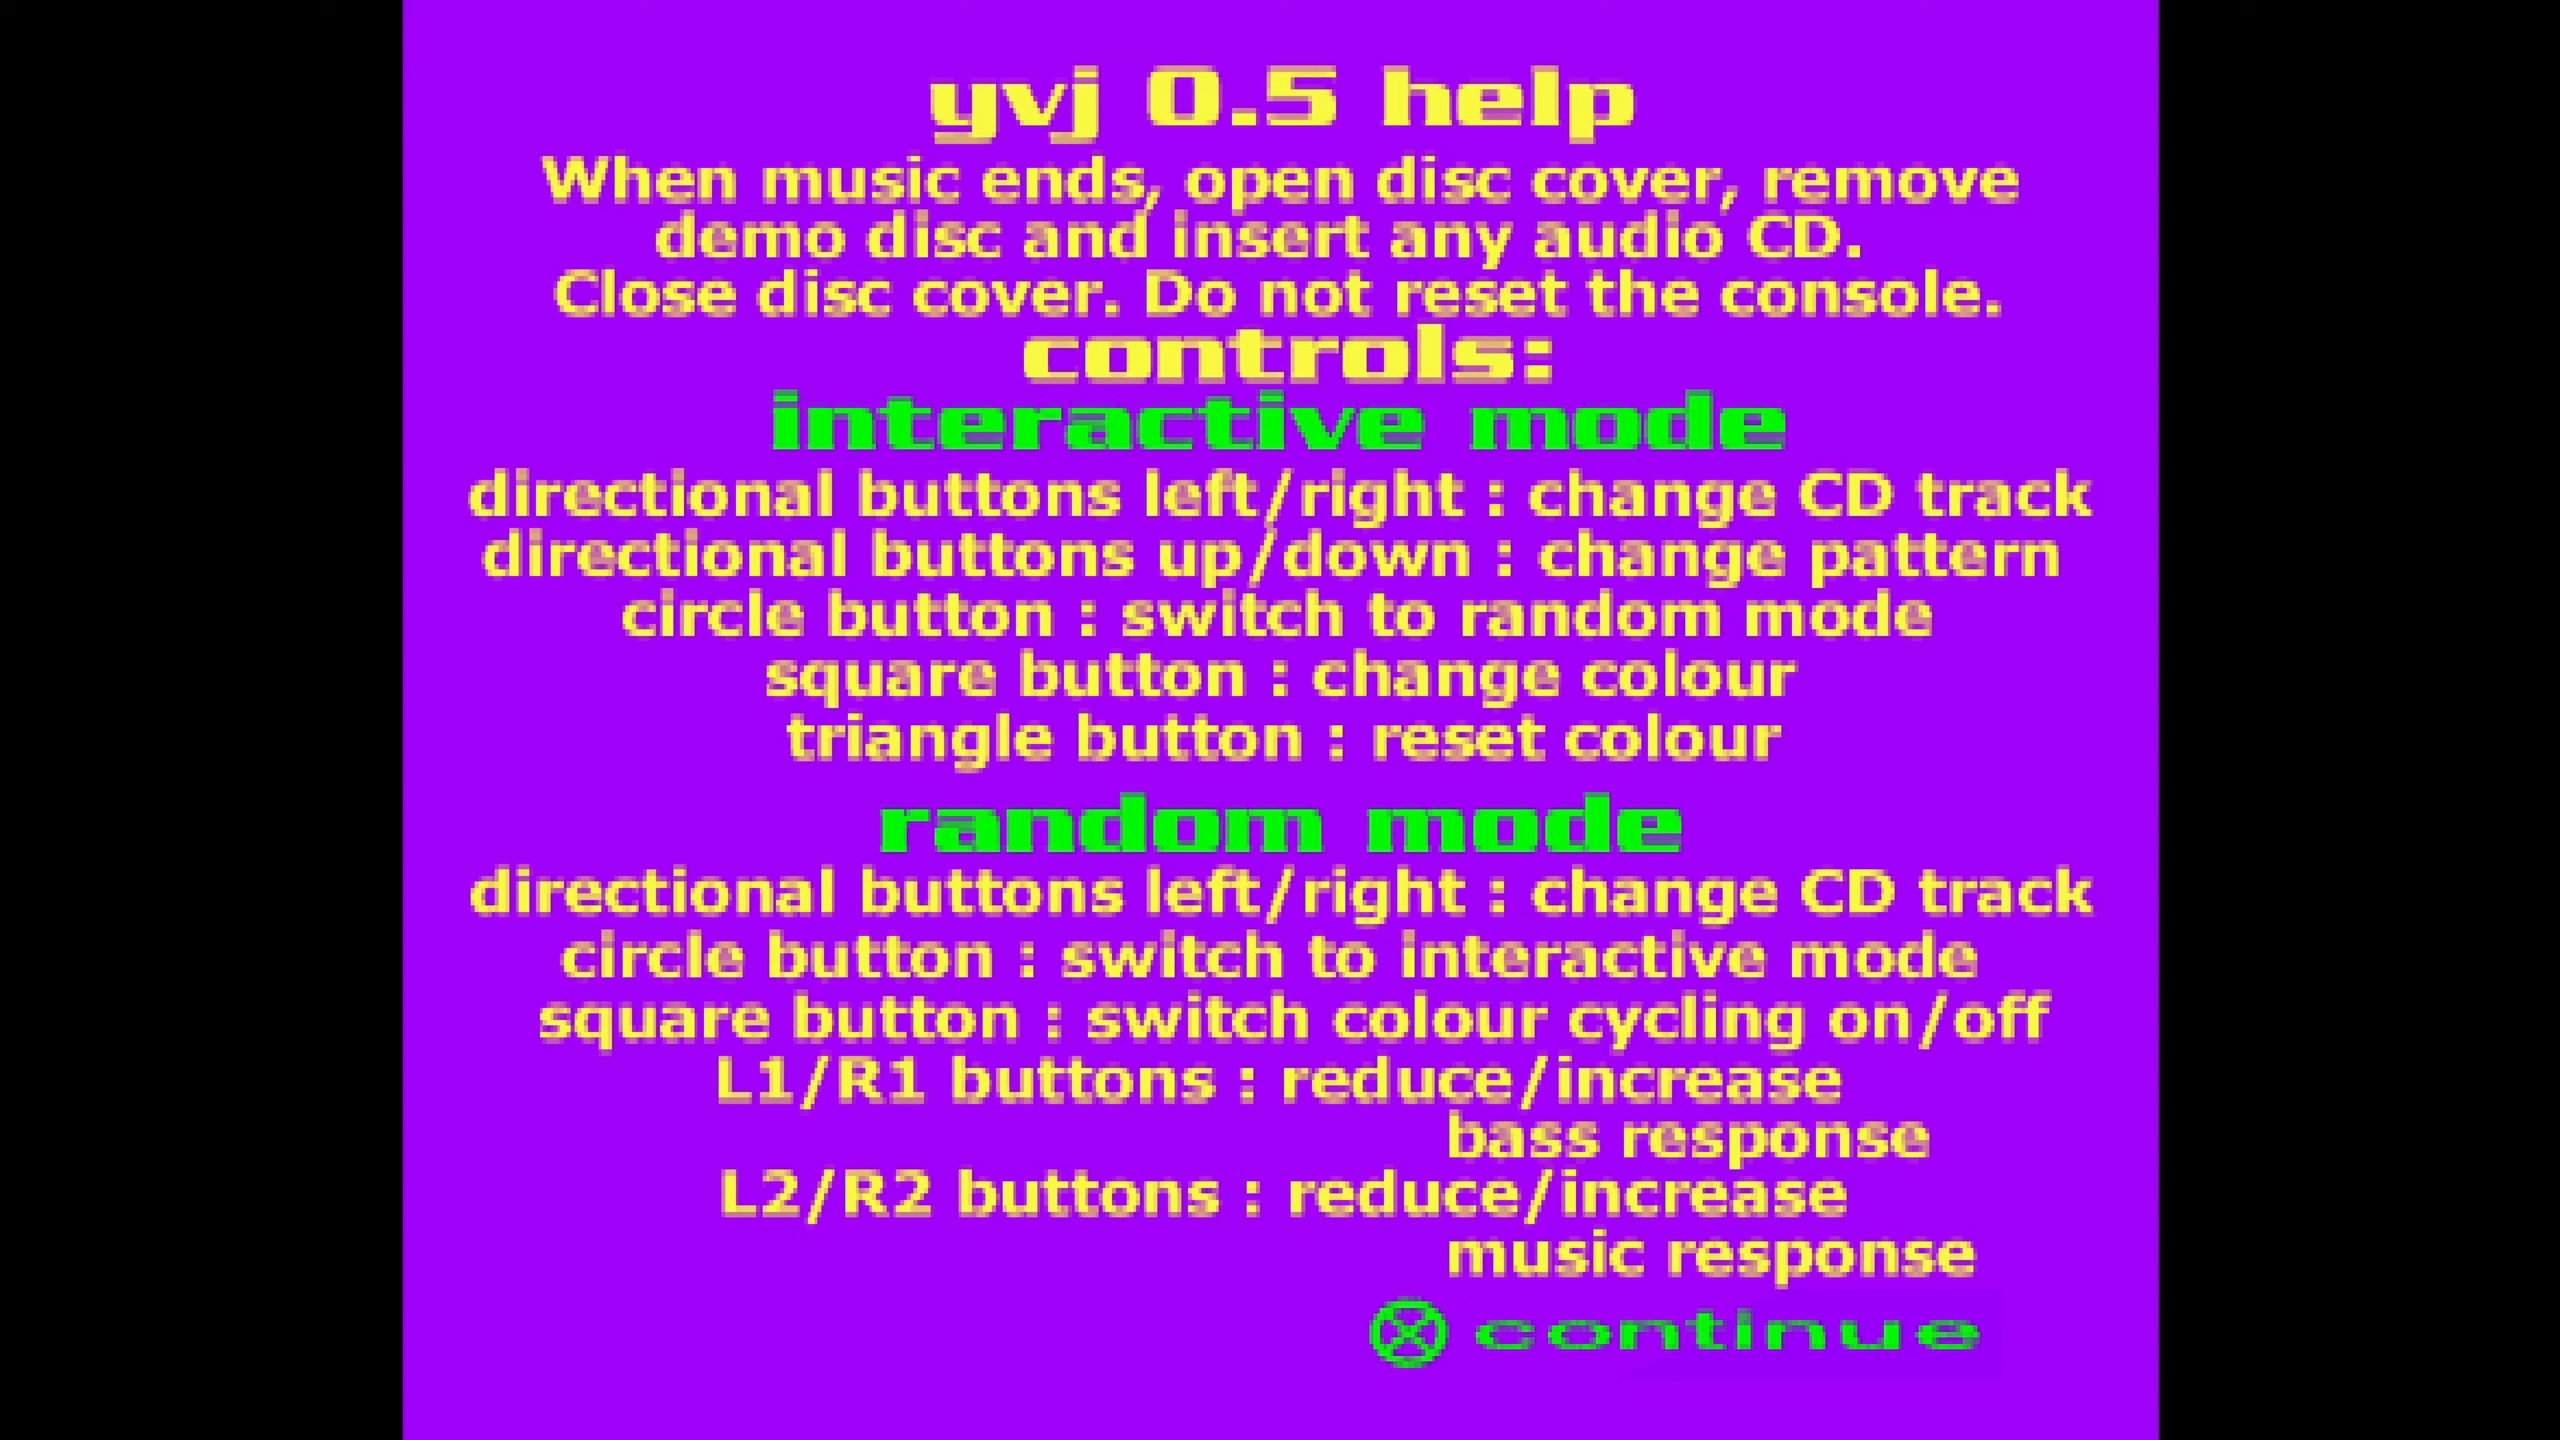 yvj 0.5 help
When music ends, open disc cover, remove
demo disc and insert any audio CD.
Close disc cover. Do not reset the console.
controls:
interactive mode
directional buttons left/right : change CD track
directional buttons up/down : change pattern
circle button : switch to random mode
square button : change colour
triangle button : reset colour
random mode
directional buttons left/right : change CD track
circle button : switch to interactive mode
square button : switch colour cycling on/off
L1/R1 buttons : reduce/increase
bass response
L2/R2 buttons : reduce/increase
music response
continue